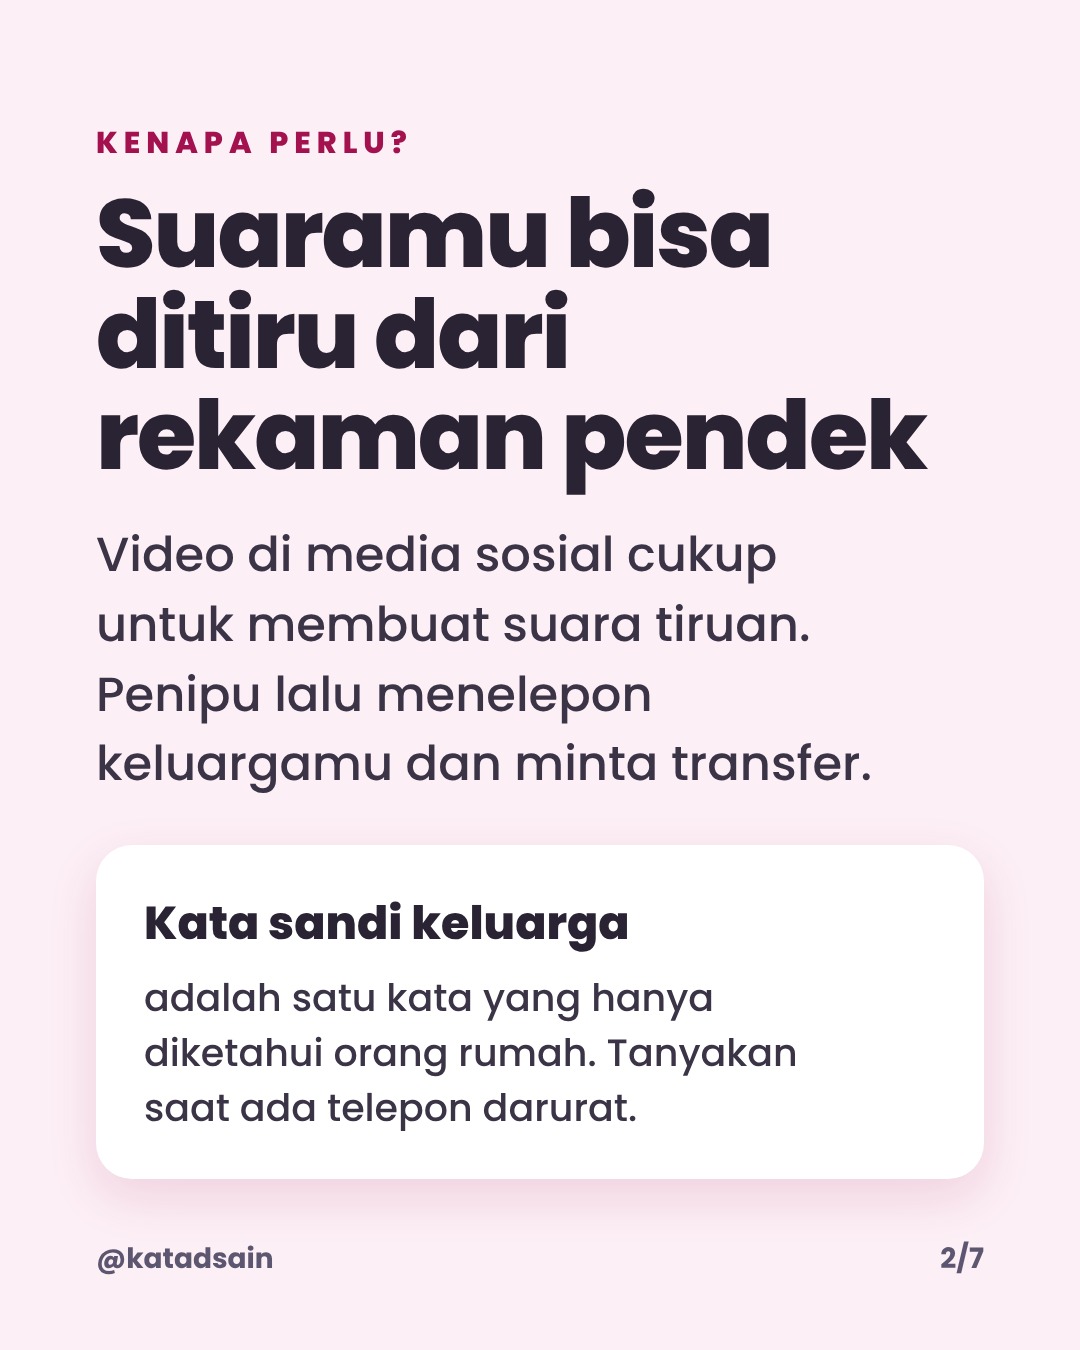 KENAPA PERLU?
Suaramu bisa
ditiru dari
rekaman pendek
Video di media sosial cukup
untuk membuat suara tiruan.
Penipu lalu menelepon
keluargamu dan minta transfer.
Kata sandi keluarga
adalah satu kata yang hanya
diketahui orang rumah. Tanyakan
saat ada telepon darurat.
@katadsain
2/7